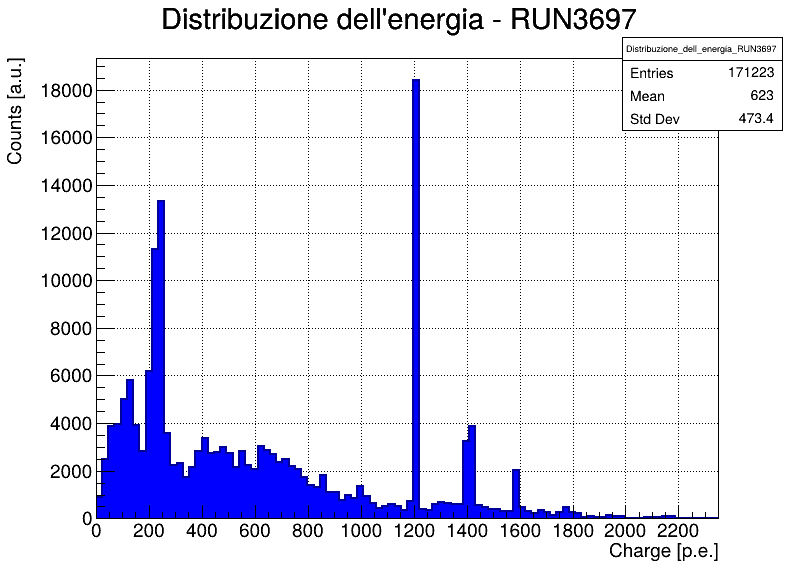 Distribuzione dell'energia - RUN3697
Distribuzione_dell_energia_RUN3697
Entries 171223
Mean 623
Std Dev 473.4
Counts [a.u.]
18000
16000
14000
12000
10000
8000
6000
4000
2000
0
0 200 400 600 800 1000 1200 1400 1600 1800 2000 2200
Charge [p.e.]